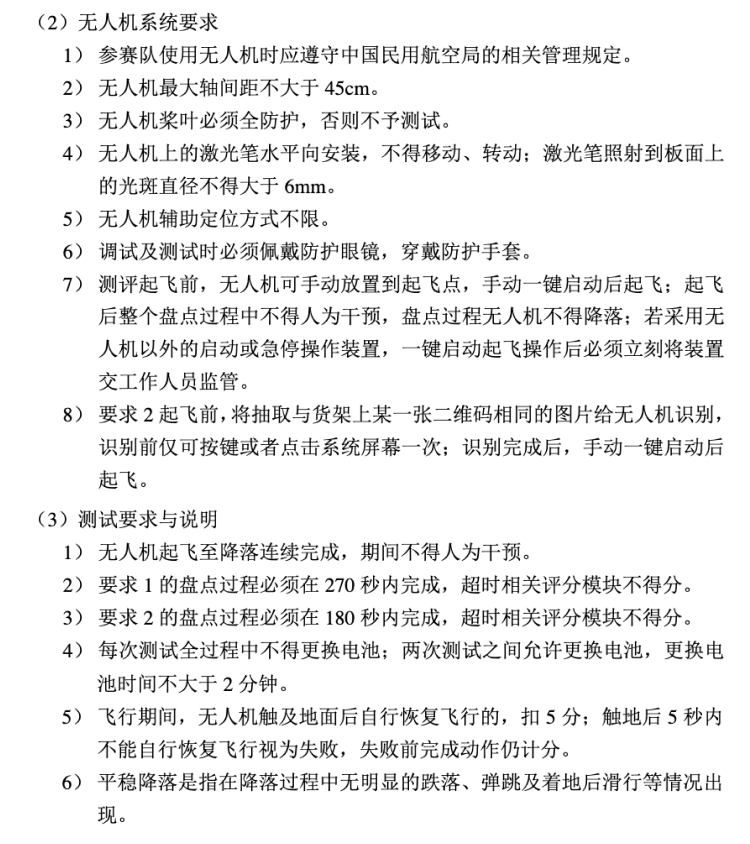 （2）无人机系统要求
1） 参赛队使用无人机时应遵守中国民用航空局的相关管理规定。
2） 无人机最大轴间距不大于 45cm。
3） 无人机桨叶必须全防护，否则不予测试。
4） 无人机上的激光笔水平向安装，不得移动、转动；激光笔照射到板面上
的光斑直径不得大于 6mm。
5） 无人机辅助定位方式不限。
6） 调试及测试时必须佩戴防护眼镜，穿戴防护手套。
7） 测评起飞前，无人机可手动放置到起飞点，手动一键启动后起飞；起飞
后整个盘点过程中不得人为干预，盘点过程无人机不得降落；若采用无
人机以外的启动或急停操作装置，一键启动起飞操作后必须立刻将装置
交工作人员监管。
8） 要求 2 起飞前，将抽取与货架上某一张二维码相同的图片给无人机识别，
识别前仅可按键或者点击系统屏幕一次；识别完成后，手动一键启动后
起飞。
（3）测试要求与说明
1） 无人机起飞至降落连续完成，期间不得人为干预。
2） 要求 1 的盘点过程必须在 270 秒内完成，超时相关评分模块不得分。
3） 要求 2 的盘点过程必须在 180 秒内完成，超时相关评分模块不得分。
4） 每次测试全过程中不得更换电池；两次测试之间允许更换电池，更换电
池时间不大于 2 分钟。
5） 飞行期间，无人机触及地面后自行恢复飞行的，扣 5 分；触地后 5 秒内
不能自行恢复飞行视为失败，失败前完成动作仍计分。
6） 平稳降落是指在降落过程中无明显的跌落、弹跳及着地后滑行等情况出
现。